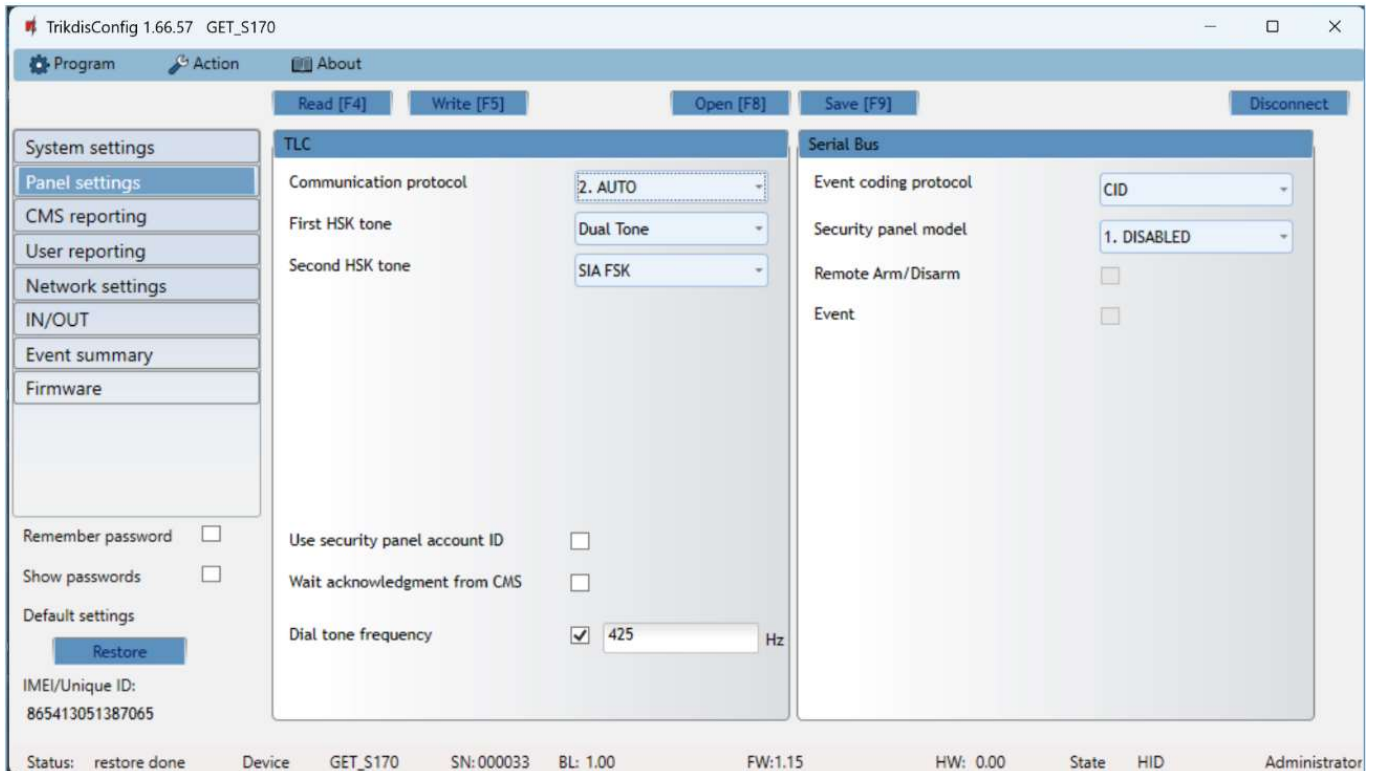 TrikdisConfig 1.66.57 GET_S170
Program Action About
Read [F4] Write [F5] Open [F8] Save [F9] Disconnect
System settings
Panel settings
CMS reporting
User reporting
Network settings
IN/OUT
Event summary
Firmware
Remember password
Show passwords
Default settings
Restore
IMEI/Unique ID:
865413051387065
TLC
Communication protocol 2. AUTO
First HSK tone Dual Tone
Second HSK tone SIA FSK
Use security panel account ID
Wait acknowledgment from CMS
Dial tone frequency 425 Hz
Serial Bus
Event coding protocol CID
Security panel model 1. DISABLED
Remote Arm/Disarm
Event
Status: restore done Device GET_S170 SN:000033 BL: 1.00 FW:1.15 HW: 0.00 State HID Administrator